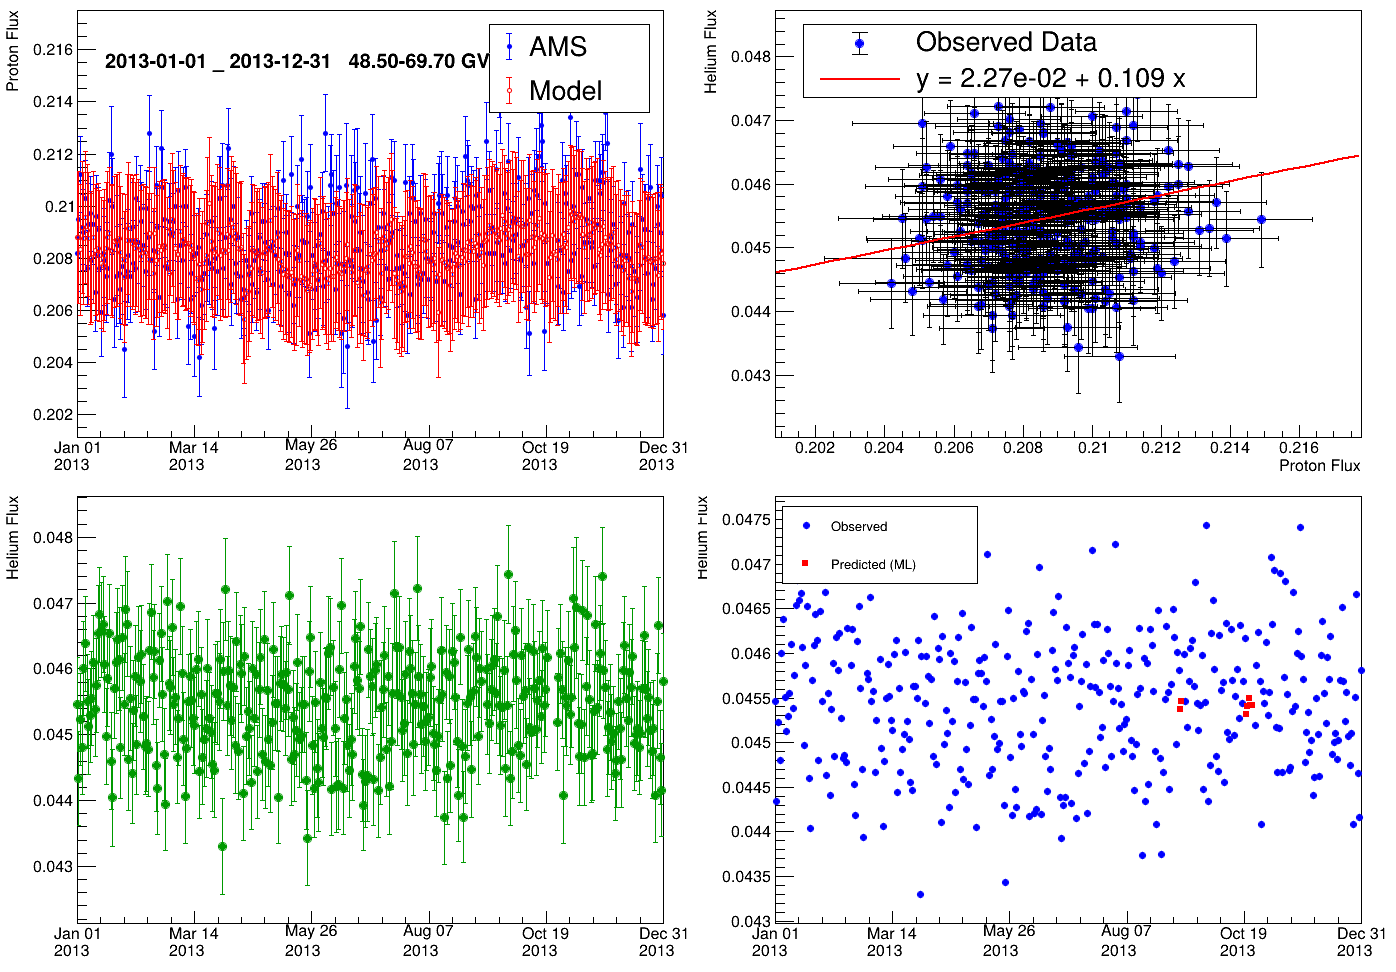 Proton Flux
0.216
0.214
0.212
0.21
0.208
0.206
0.204
0.202
2013-01-01 _ 2013-12-31 48.50-69.70 GV
AMS
Model
Jan 01 Mar 14 May 26 Aug 07 Oct 19 Dec 31
2013 2013 2013 2013 2013 2013
Helium Flux
0.048
0.047
0.046
0.045
0.044
0.043
Observed Data
y = 2.27e-02 + 0.109 x
0.202 0.204 0.206 0.208 0.21 0.212 0.214 0.216
Proton Flux
Helium Flux
0.048
0.047
0.046
0.045
0.044
0.043
Jan 01 Mar 14 May 26 Aug 07 Oct 19 Dec 31
2013 2013 2013 2013 2013 2013
Helium Flux
0.0475
0.047
0.0465
0.046
0.0455
0.045
0.0445
0.044
0.0435
0.043
Observed
Predicted (ML)
Jan 01 Mar 14 May 26 Aug 07 Oct 19 Dec 31
2013 2013 2013 2013 2013 2013